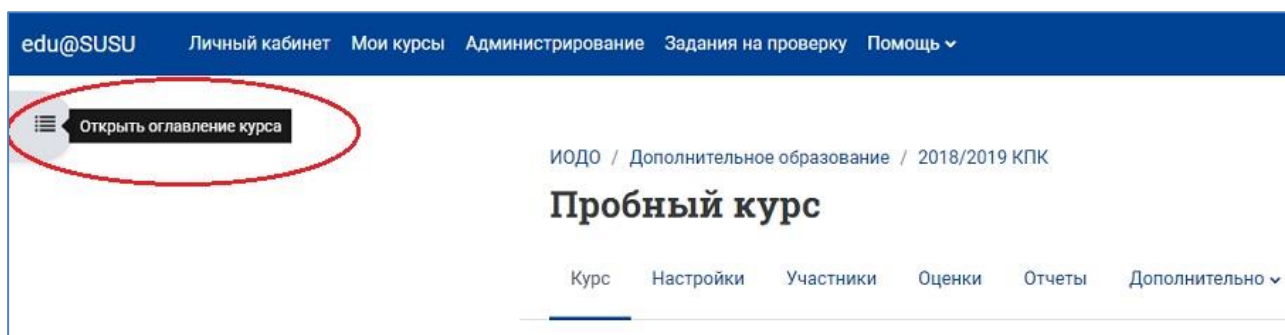 edu@SUSU Личный кабинет Мои курсы Администрирование Задания на проверку Помощь
Открыть оглавление курса
ИОДО / Дополнительное образование / 2018/2019 КПК
Пробный курс
Курс Настройки Участники Оценки Отчеты Дополнительно